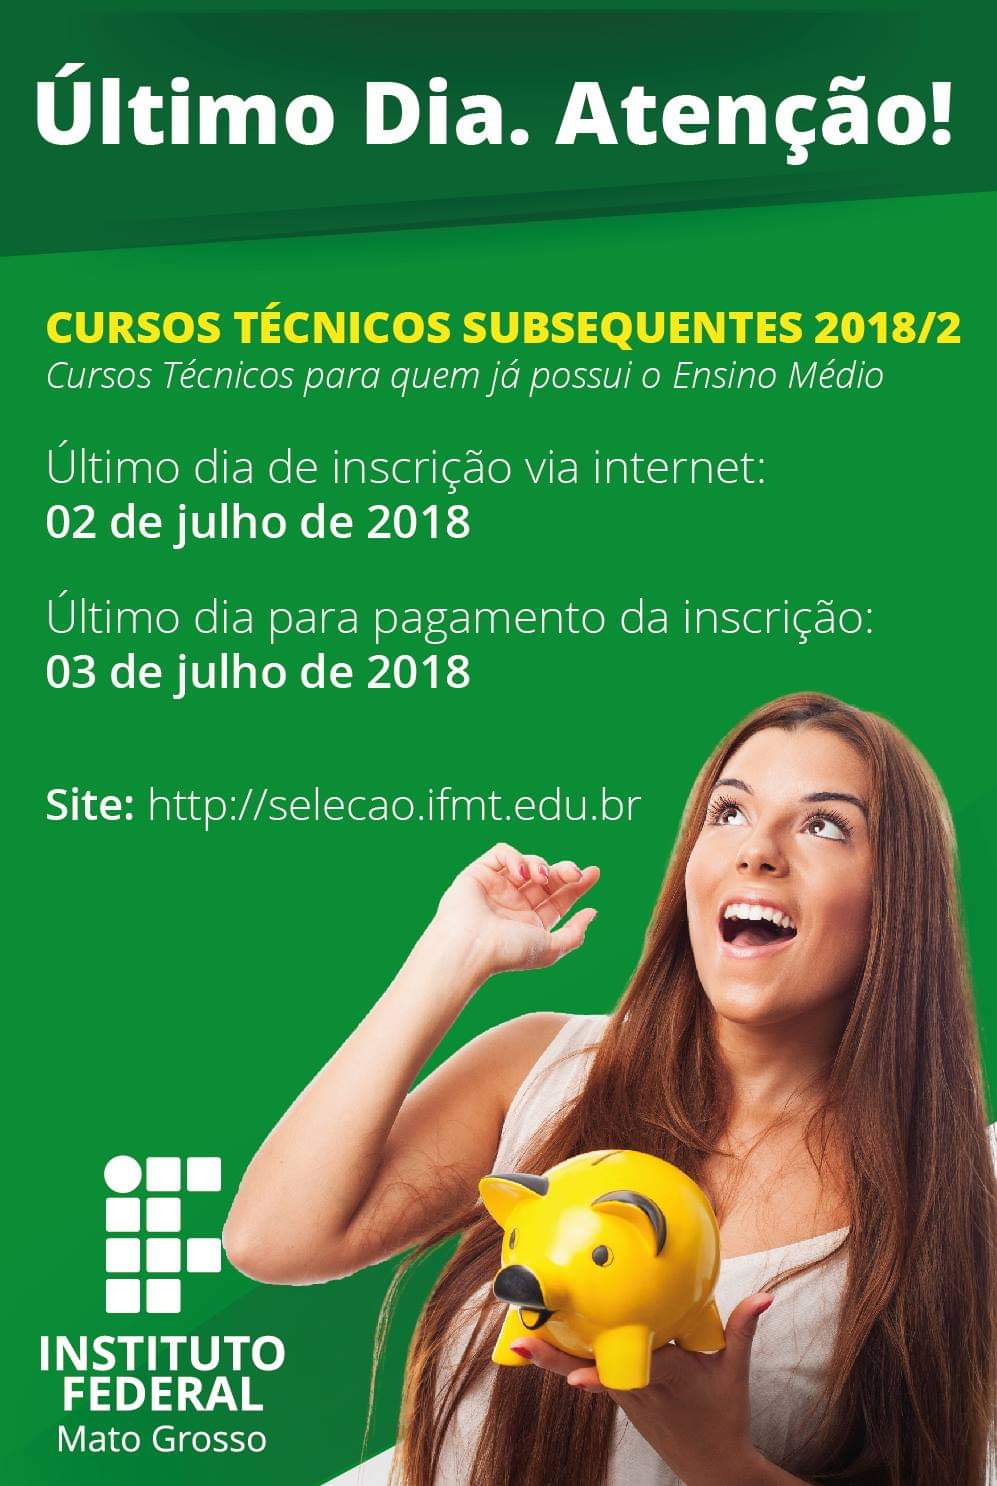 Último Dia. Atenção!
CURSOS TÉCNICOS SUBSEQUENTES 2018/2
Cursos Técnicos para quem já possui o Ensino Médio
Último dia de inscrição via internet:
02 de julho de 2018
Último dia para pagamento da inscrição:
03 de julho de 2018
Site: http://selecao.ifmt.edu.br
INSTITUTO
FEDERAL
Mato Grosso